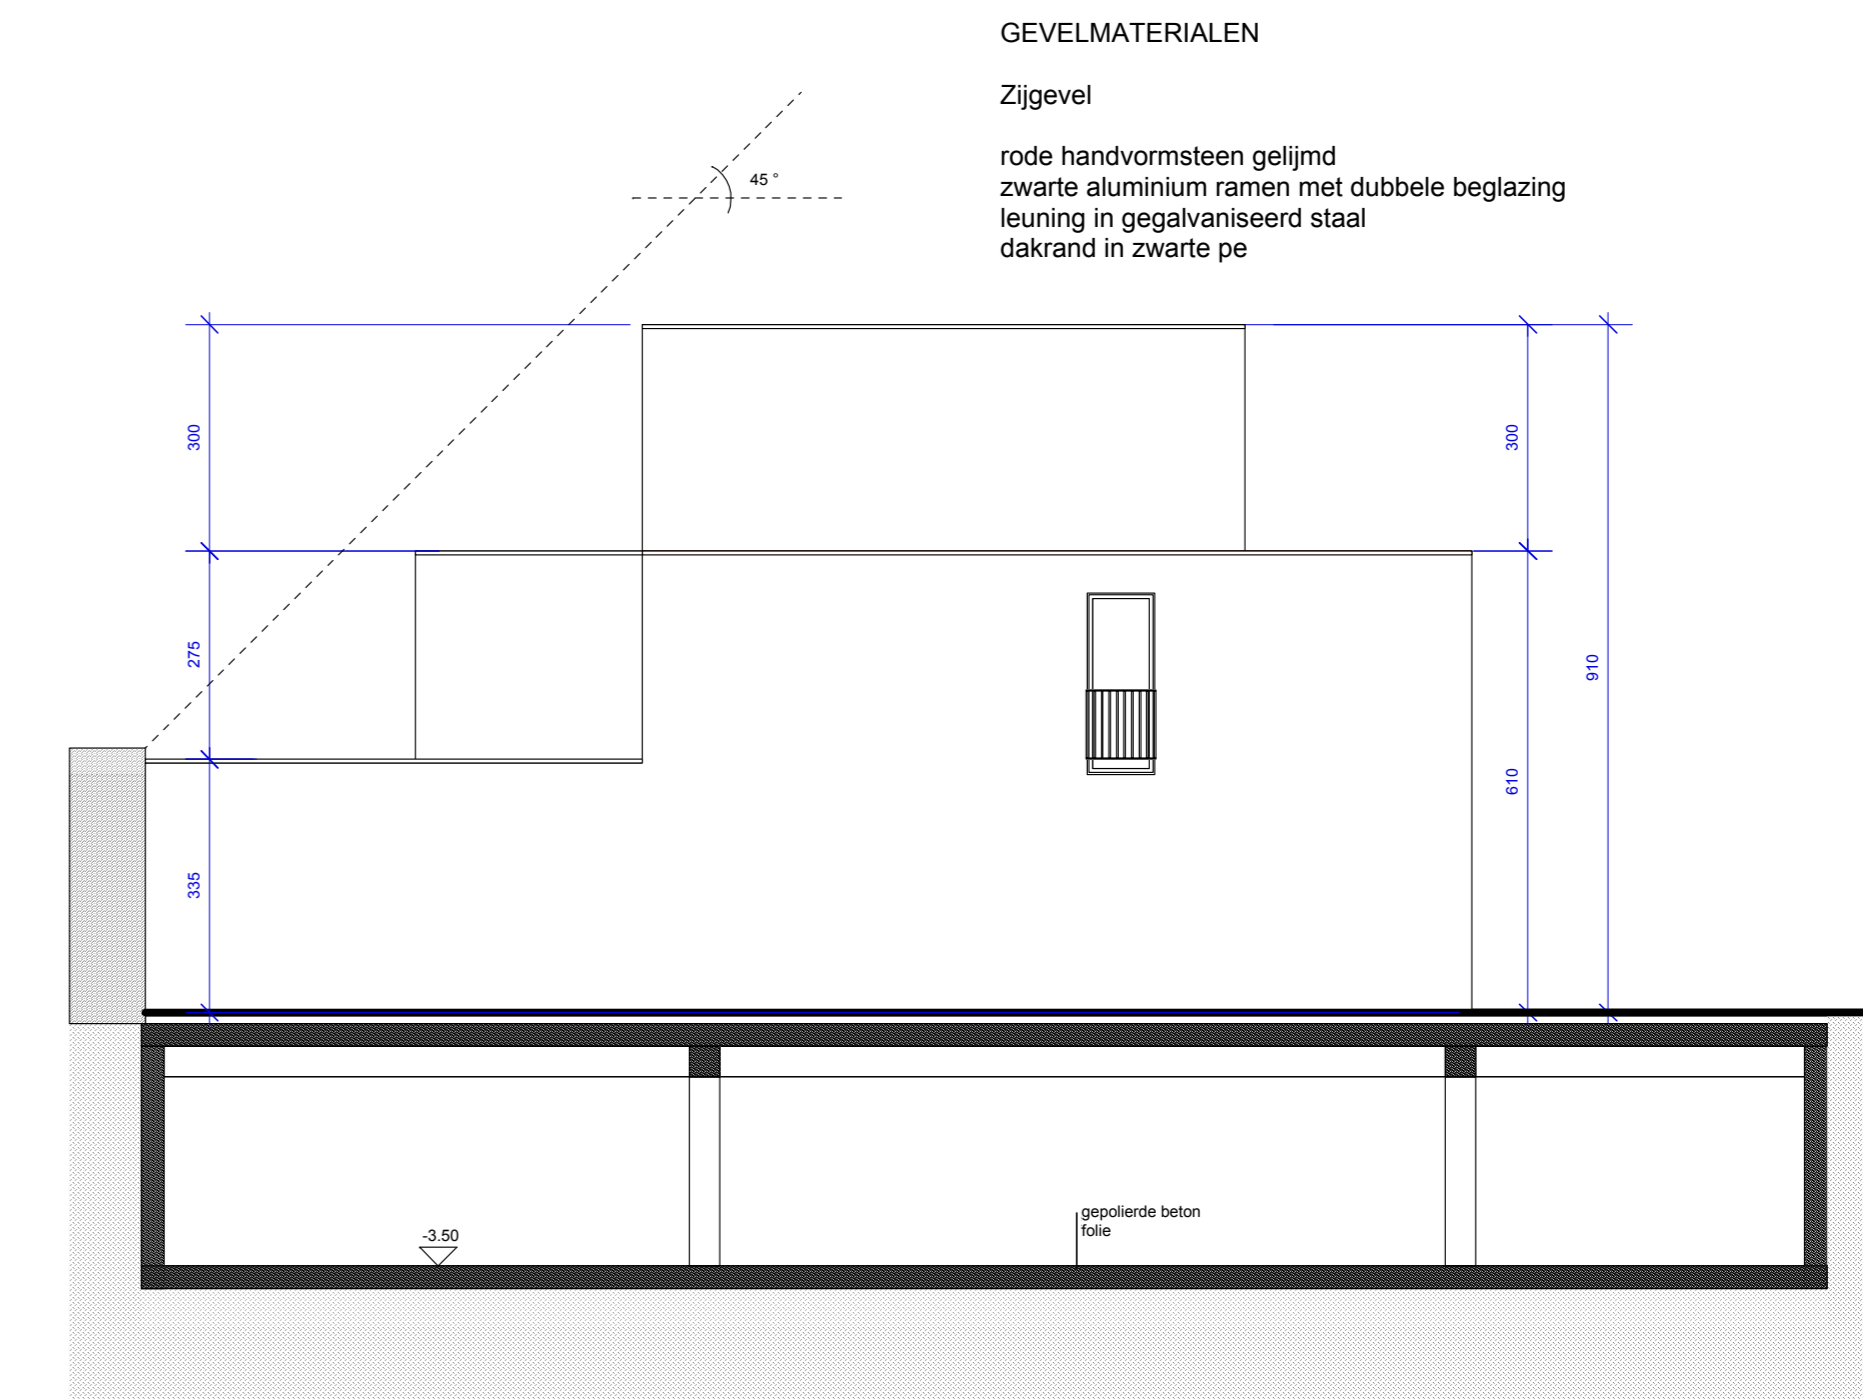 GEVELMATERIALEN
Zijgevel
rode handvormsteen gelijmd
zwarte aluminium ramen met dubbele beglazing
leuning in gegalvaniseerd staal
dakrand in zwarte pe
45 °
300
300
275
910
610
335
gepolierde beton
folie
-3.50